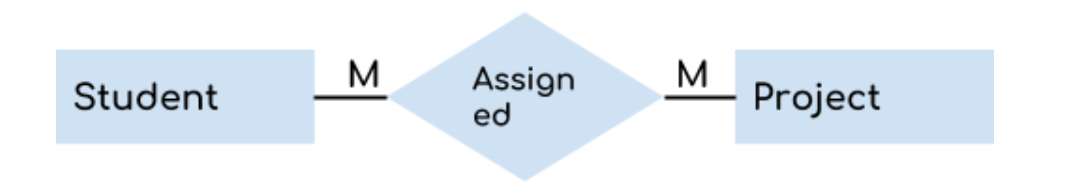 Student
M
Assign
ed
M
Project